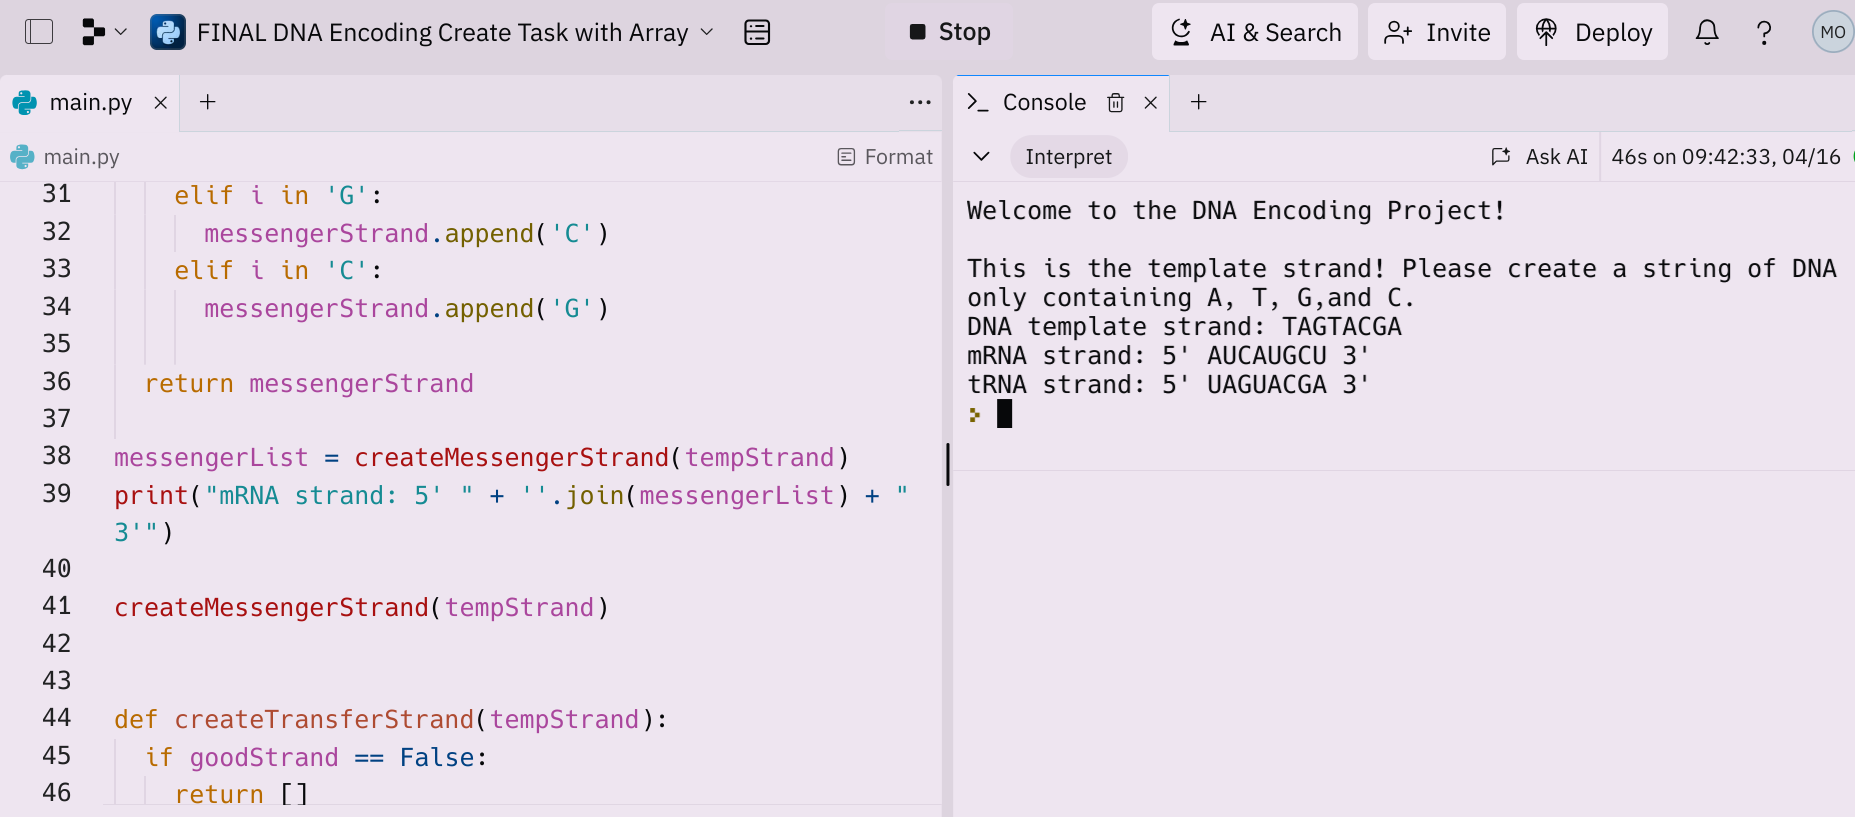 FINAL DNA Encoding Create Task with Array
Stop
AI & Search
Invite
Deploy
?
MO
main.py
Console
main.py
Format
Interpret
Ask AI
46s on 09:42:33, 04/16
31 elif i in 'G':
32 messengerStrand.append('C')
33 elif i in 'C':
34 messengerStrand.append('G')
35
36 return messengerStrand
37
38 messengerList = createMessengerStrand(tempStrand)
39 print("mRNA strand: 5' " + ''.join(messengerList) + "
3'")
40
41 createMessengerStrand(tempStrand)
42
43
44 def createTransferStrand(tempStrand):
45 if goodStrand == False:
46 return []
Welcome to the DNA Encoding Project!
This is the template strand! Please create a string of DNA
only containing A, T, G,and C.
DNA template strand: TAGTACGA
mRNA strand: 5' AUCAUGCU 3'
tRNA strand: 5' UAGUACGA 3'